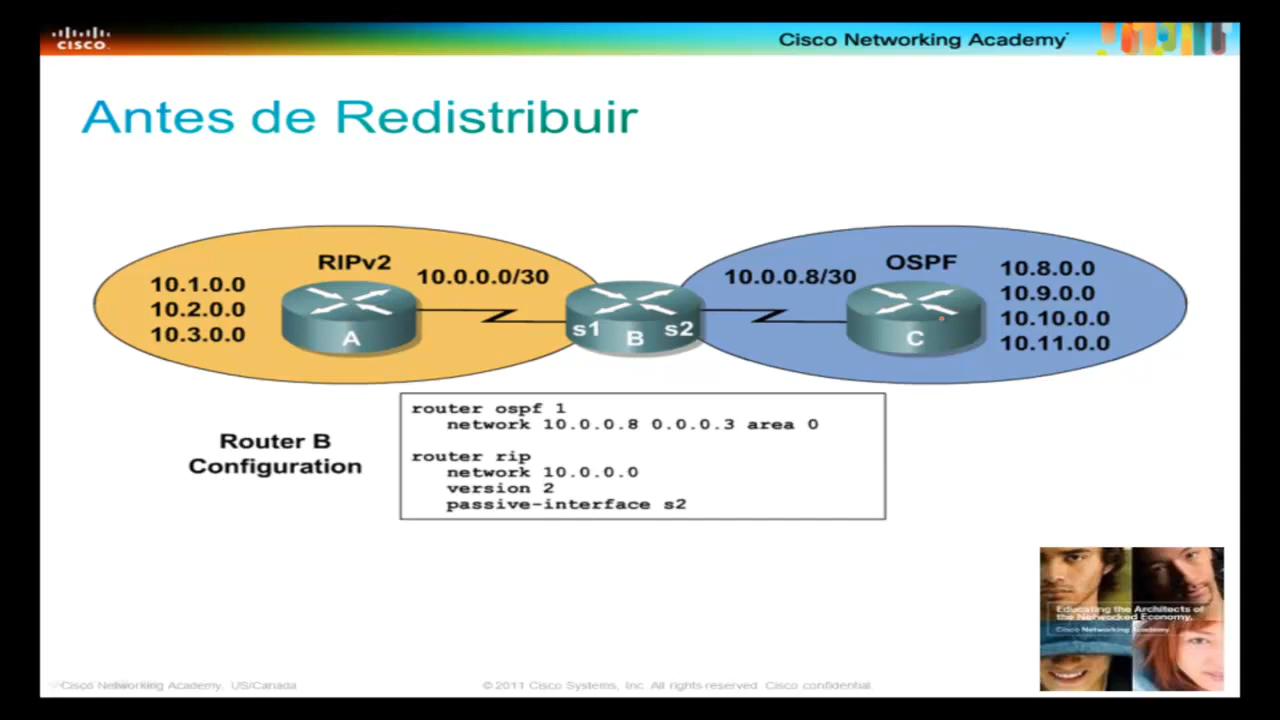 CISCO
Cisco Networking Academy
Antes de Redistribuir
RIPv2
10.1.0.0
10.2.0.0
10.3.0.0
A
10.0.0.0/30
s1
B
s2
10.0.0.8/30
OSPF
C
10.8.0.0
10.9.0.0
10.10.0.0
10.11.0.0
Router B
Configuration
router ospf 1
network 10.0.0.8 0.0.0.3 area 0
router rip
network 10.0.0.0
version 2
passive-interface s2
Educating the Architects of
the Networked Economy.
Cisco Networking Academy
Cisco Networking Academy. US/Canada
© 2011 Cisco Systems, Inc. All rights reserved. Cisco confidential.